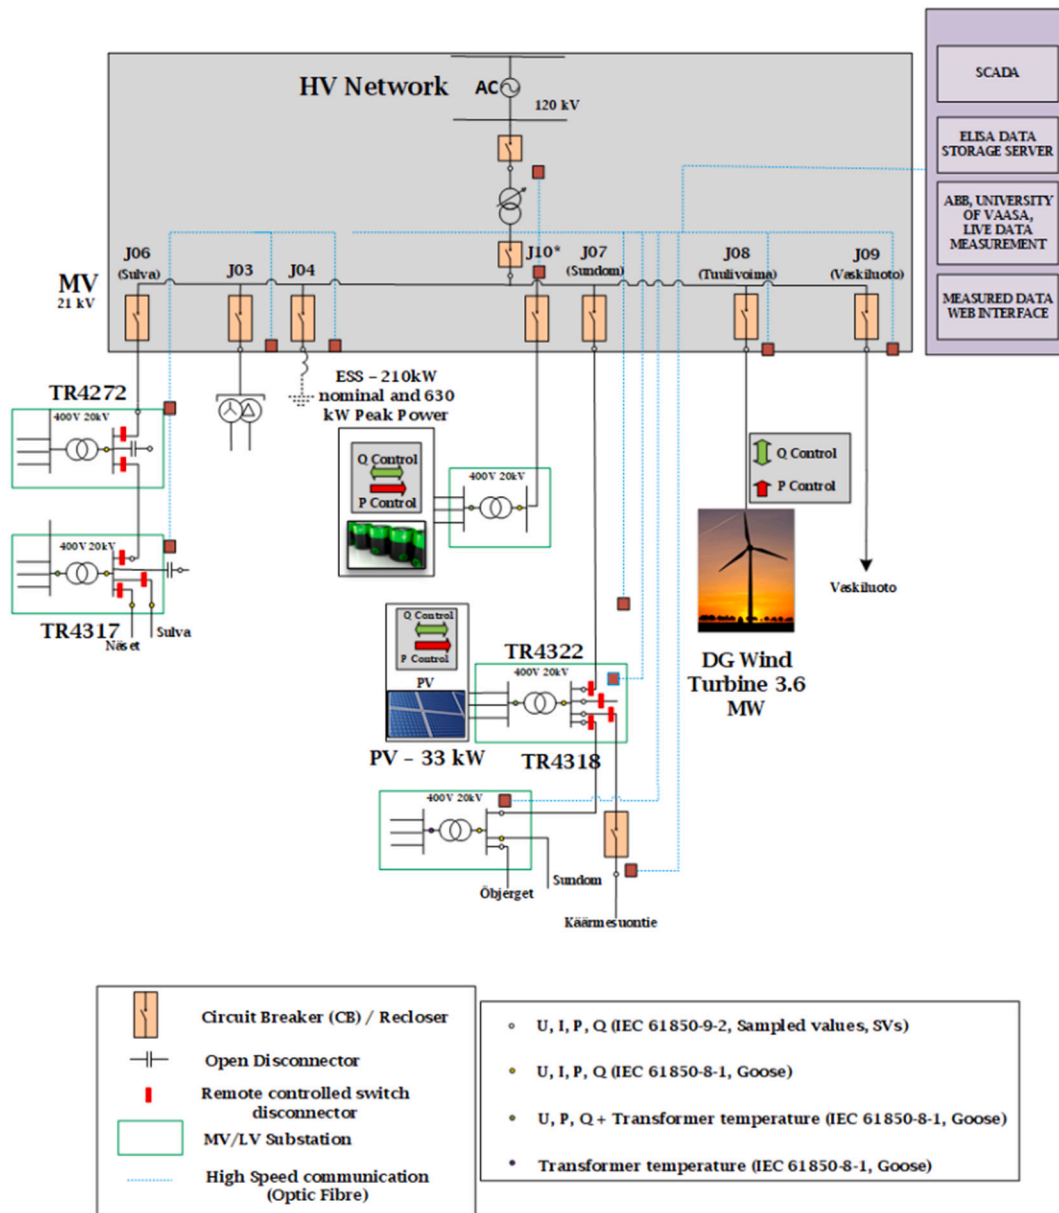 HV Network
AC
120 kV
SCADA
ELISA DATA
STORAGE SERVER
ABB, UNIVERSITY
OF VAASA,
LIVE DATA
MEASUREMENT
MEASURED DATA
WEB INTERFACE
MV
21 kV
J06
(Sulva)
J03
J04
J10*
J07
(Sundom)
J08
(Tuulivoima)
J09
(Vaskiluoto)
TR4272
400V 20kV
400V 20kV
TR4317
Näset
Sulva
ESS – 210kW
nominal and 630
kW Peak Power
Q Control
P Control
400V 20kV
Q Control
P Control
Vaskiluoto
DG Wind
Turbine 3.6
MW
Q Control
P Control
PV
PV – 33 kW
TR4322
400V 20kV
TR4318
400V 20kV
Öbjerget
Sundom
Käärmesuontie
Circuit Breaker (CB) / Recloser
Open Disconnector
Remote controlled switch
disconnector
MV/LV Substation
High Speed communication
(Optic Fibre)
U, I, P, Q (IEC 61850-9-2, Sampled values, SVs)
U, I, P, Q (IEC 61850-8-1, Goose)
U, P, Q + Transformer temperature (IEC 61850-8-1, Goose)
Transformer temperature (IEC 61850-8-1, Goose)